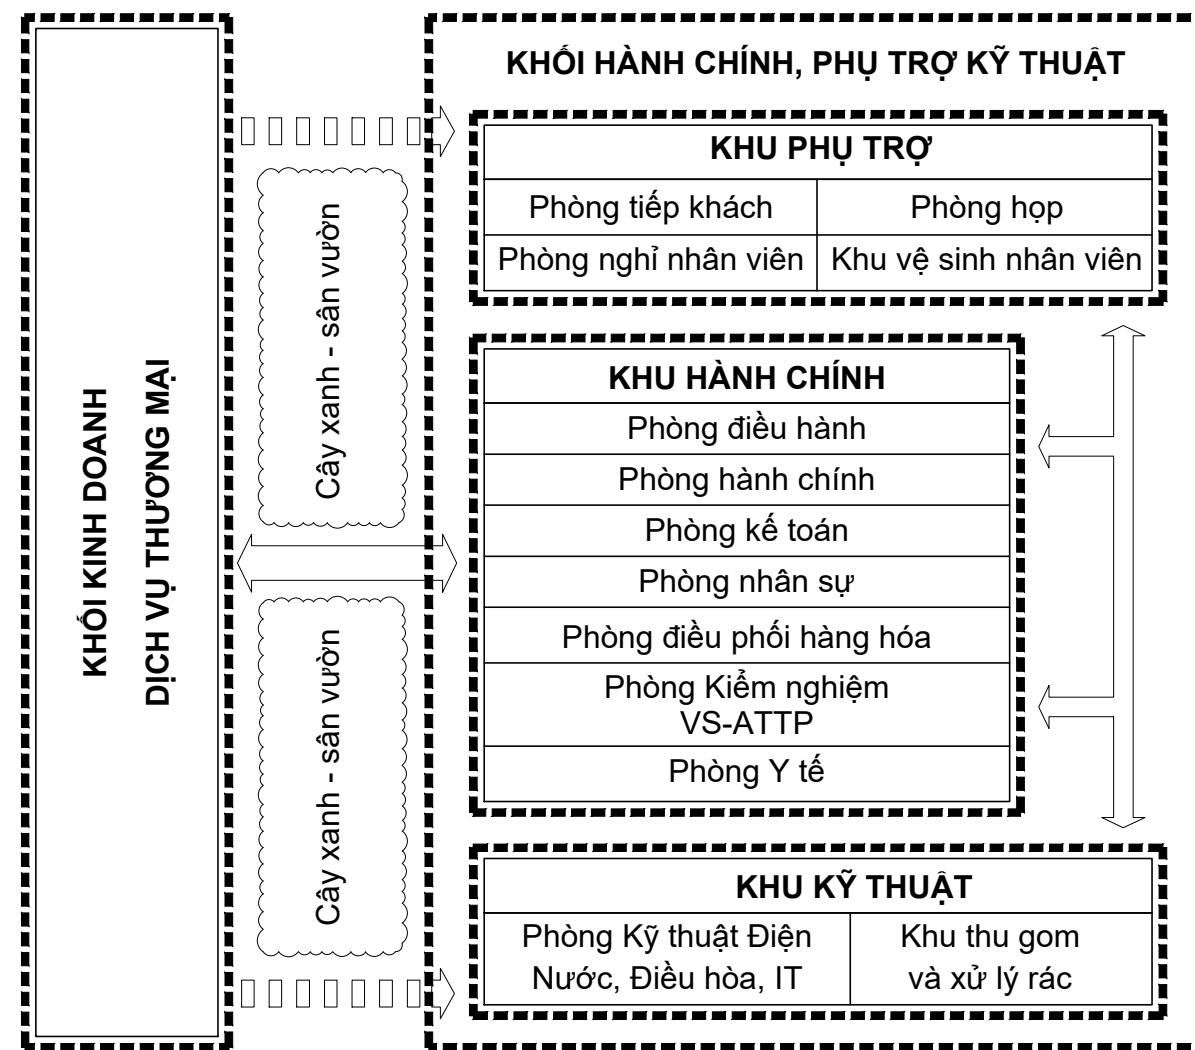 KHỐI KINH DOANH
DỊCH VỤ THƯƠNG MẠI
Cây xanh - sân vườn
Cây xanh - sân vườn
KHỐI HÀNH CHÍNH, PHỤ TRỢ KỸ THUẬT
KHU PHỤ TRỢ
Phòng tiếp khách
Phòng họp
Phòng nghỉ nhân viên
Khu vệ sinh nhân viên
KHU HÀNH CHÍNH
Phòng điều hành
Phòng hành chính
Phòng kế toán
Phòng nhân sự
Phòng điều phối hàng hóa
Phòng Kiểm nghiệm
VS-ATTP
Phòng Y tế
KHU KỸ THUẬT
Phòng Kỹ thuật Điện
Nước, Điều hòa, IT
Khu thu gom
và xử lý rác